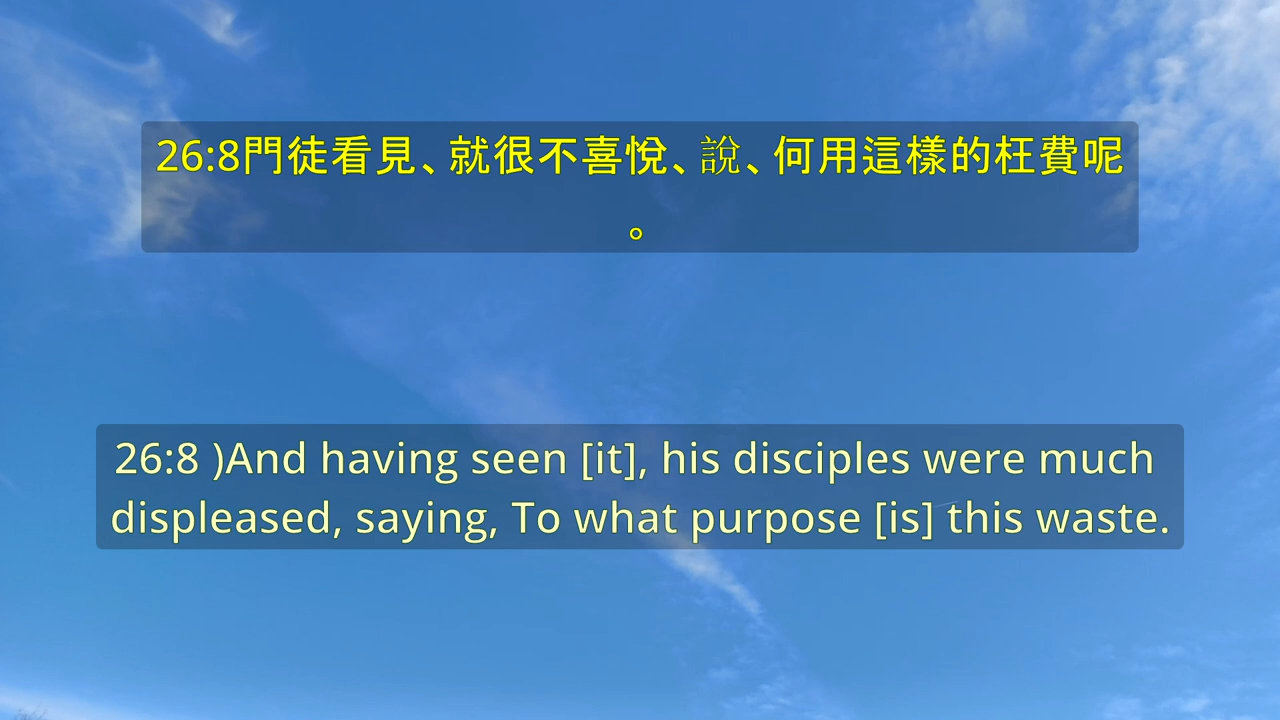 26:8門徒看見、就很不喜悅、說、何用這樣的枉費呢
。
26:8 )And having seen [it], his disciples were much
displeased, saying, To what purpose [is] this waste.